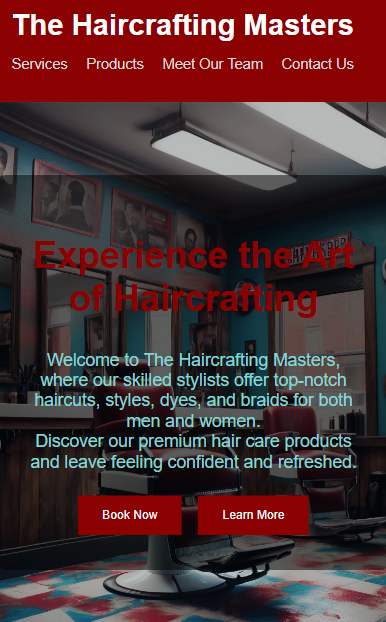 The Haircrafting Masters
Services Products Meet Our Team Contact Us
Experience the Art
of Haircrafting
Welcome to The Haircrafting Masters,
where our skilled stylists offer top-notch
haircuts, styles, dyes, and braids for both
men and women.
Discover our premium hair care products
and leave feeling confident and refreshed.
Book Now Learn More